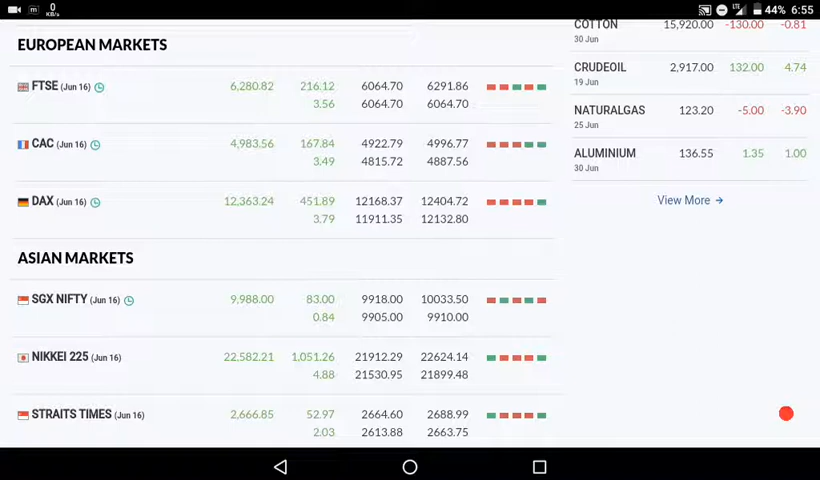 m 0 KB/s LTE 44% 6:55
EUROPEAN MARKETS
FTSE (Jun 16) 6,280.82 216.12 6064.70 6291.86
3.56 6064.70 6064.70
CAC (Jun 16) 4,983.56 167.84 4922.79 4996.77
3.49 4815.72 4887.56
DAX (Jun 16) 12,363.24 451.89 12168.37 12404.72
3.79 11911.35 12132.80
ASIAN MARKETS
SGX NIFTY (Jun 16) 9,988.00 83.00 9918.00 10033.50
0.84 9905.00 9910.00
NIKKEI 225 (Jun 16) 22,582.21 1,051.26 21912.29 22624.14
4.88 21530.95 21899.48
STRAITS TIMES (Jun 16) 2,666.85 52.97 2664.60 2688.99
2.03 2613.88 2663.75
COTTON 15,920.00 -130.00 -0.81
30 Jun
CRUDEOIL 2,917.00 132.00 4.74
19 Jun
NATURALGAS 123.20 -5.00 -3.90
25 Jun
ALUMINIUM 136.55 1.35 1.00
30 Jun
View More →